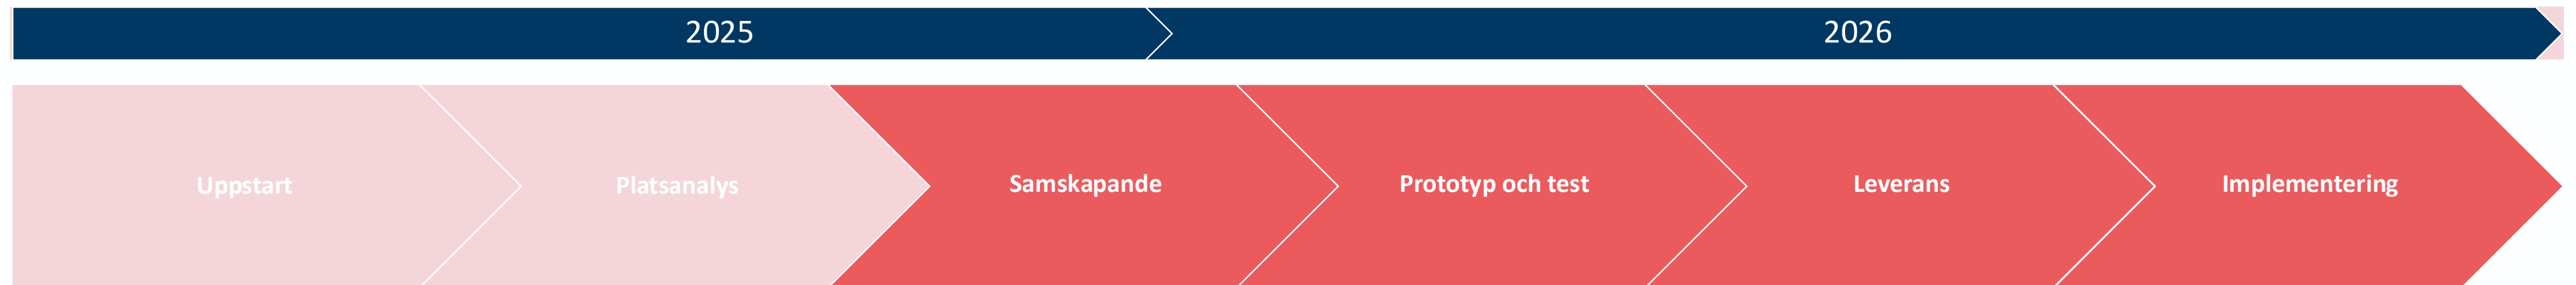 2025
2026
Uppstart
Platsanalys
Samskapande
Prototyp och test
Leverans
Implementering